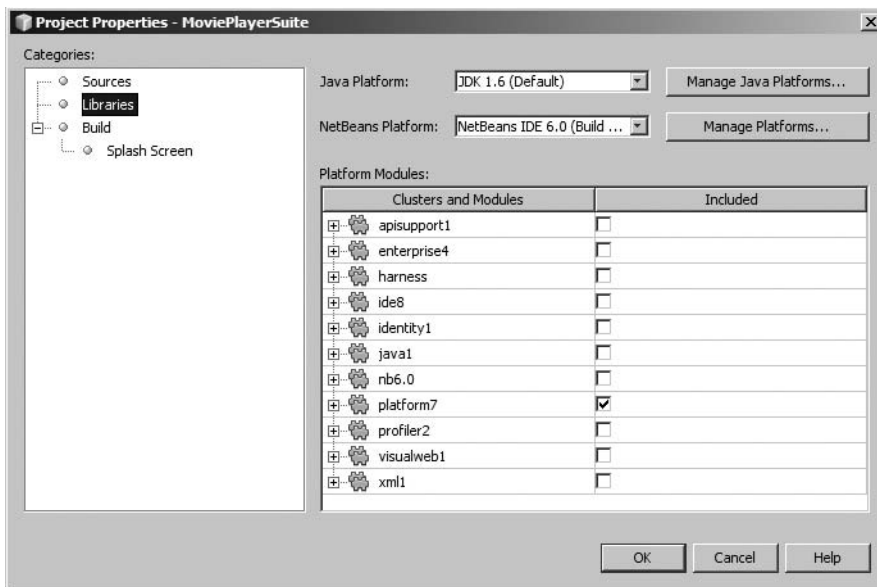 Project Properties - MoviePlayerSuite
Categories:
Sources
Libraries
Build
Splash Screen
Java Platform:
JDK 1.6 (Default)
Manage Java Platforms...
NetBeans Platform:
NetBeans IDE 6.0 (Build ...
Manage Platforms...
Platform Modules:
Clusters and Modules
Included
apisupport1
enterprise4
harness
ide8
identity1
java1
nb6.0
platform7
profiler2
visualweb1
xml1
OK
Cancel
Help